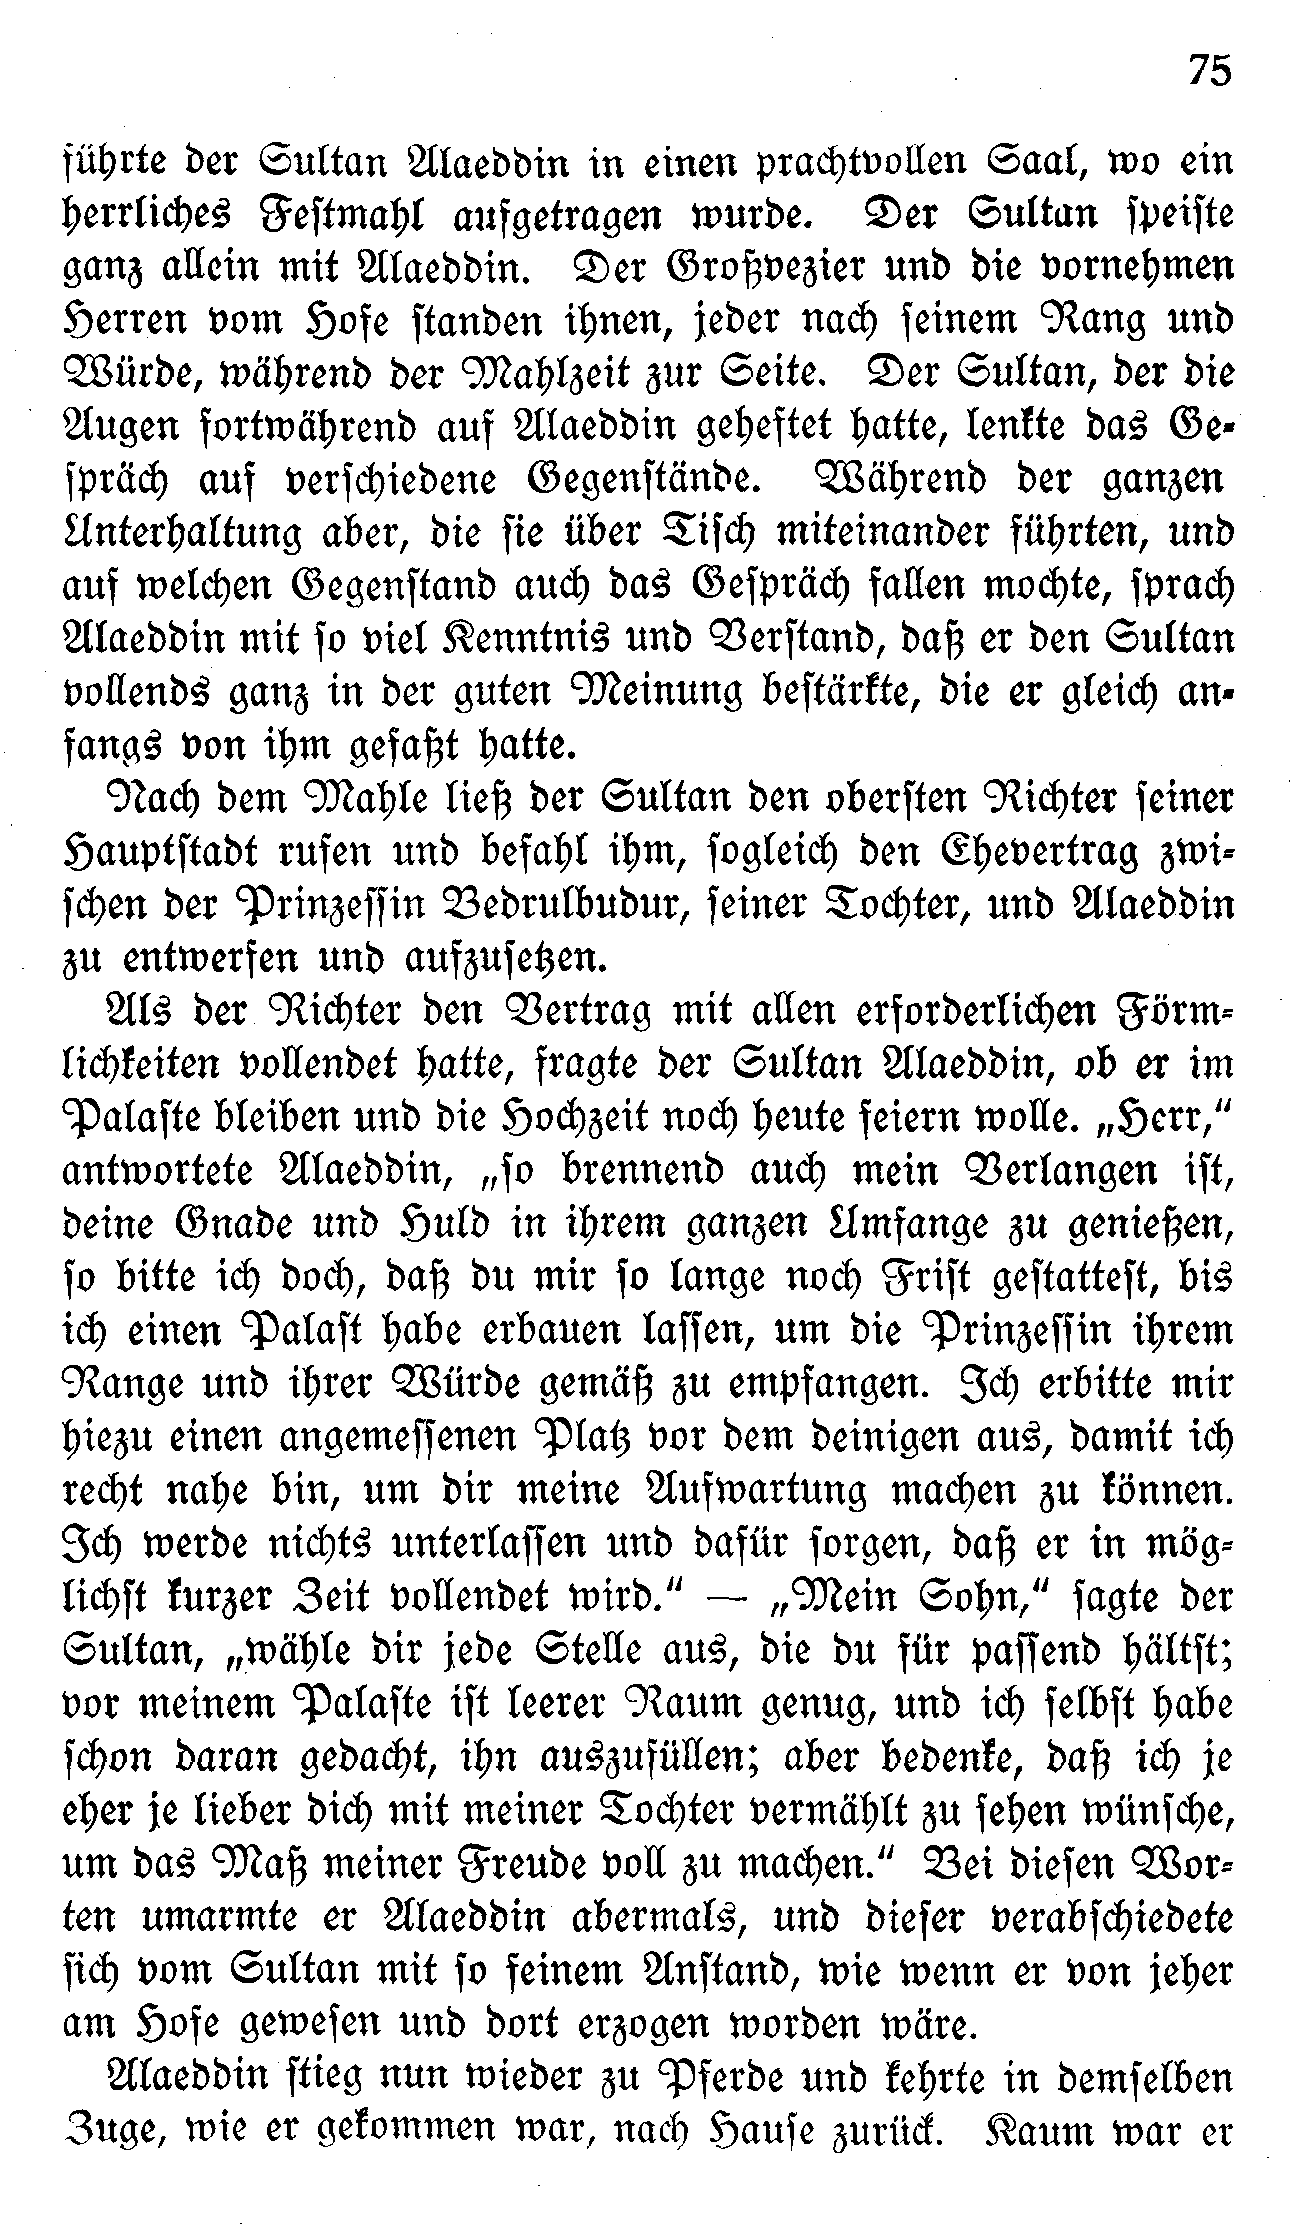 75
führte der Sultan Alaeddin in einen prachtvollen Saal, wo ein
herrliches Festmahl aufgetragen wurde. Der Sultan speiste
ganz allein mit Alaeddin. Der Großvezier und die vornehmen
Herren vom Hofe standen ihnen, jeder nach seinem Rang und
Würde, während der Mahlzeit zur Seite. Der Sultan, der die
Augen fortwährend auf Alaeddin geheftet hatte, lenkte das Ge-
spräch auf verschiedene Gegenstände. Während der ganzen
Unterhaltung aber, die sie über Tisch miteinander führten, und
auf welchen Gegenstand auch das Gespräch fallen mochte, sprach
Alaeddin mit so viel Kenntnis und Verstand, daß er den Sultan
vollends ganz in der guten Meinung bestärkte, die er gleich an-
fangs von ihm gefaßt hatte.
Nach dem Mahle ließ der Sultan den obersten Richter seiner
Hauptstadt rufen und befahl ihm, sogleich den Ehevertrag zwi-
schen der Prinzessin Bedrulbudur, seiner Tochter, und Alaeddin
zu entwerfen und aufzusetzen.
Als der Richter den Vertrag mit allen erforderlichen Förm-
lichkeiten vollendet hatte, fragte der Sultan Alaeddin, ob er im
Palaste bleiben und die Hochzeit noch heute feiern wolle. „Herr,“
antwortete Alaeddin, „so brennend auch mein Verlangen ist,
deine Gnade und Huld in ihrem ganzen Umfange zu genießen,
so bitte ich doch, daß du mir so lange noch Frist gestattest, bis
ich einen Palast habe erbauen lassen, um die Prinzessin ihrem
Range und ihrer Würde gemäß zu empfangen. Ich erbitte mir
hiezu einen angemessenen Platz vor dem deinigen aus, damit ich
recht nahe bin, um dir meine Aufwartung machen zu können.
Ich werde nichts unterlassen und dafür sorgen, daß er in mög-
lichst kurzer Zeit vollendet wird.“ — „Mein Sohn,“ sagte der
Sultan, „wähle dir jede Stelle aus, die du für passend hältst;
vor meinem Palaste ist leerer Raum genug, und ich selbst habe
schon daran gedacht, ihn auszufüllen; aber bedenke, daß ich je
eher je lieber dich mit meiner Tochter vermählt zu sehen wünsche,
um das Maß meiner Freude voll zu machen.“ Bei diesen Wor-
ten umarmte er Alaeddin abermals, und dieser verabschiedete
sich vom Sultan mit so feinem Anstand, wie wenn er von jeher
am Hofe gewesen und dort erzogen worden wäre.
Alaeddin stieg nun wieder zu Pferde und kehrte in demselben
Zuge, wie er gekommen war, nach Hause zurück. Kaum war er